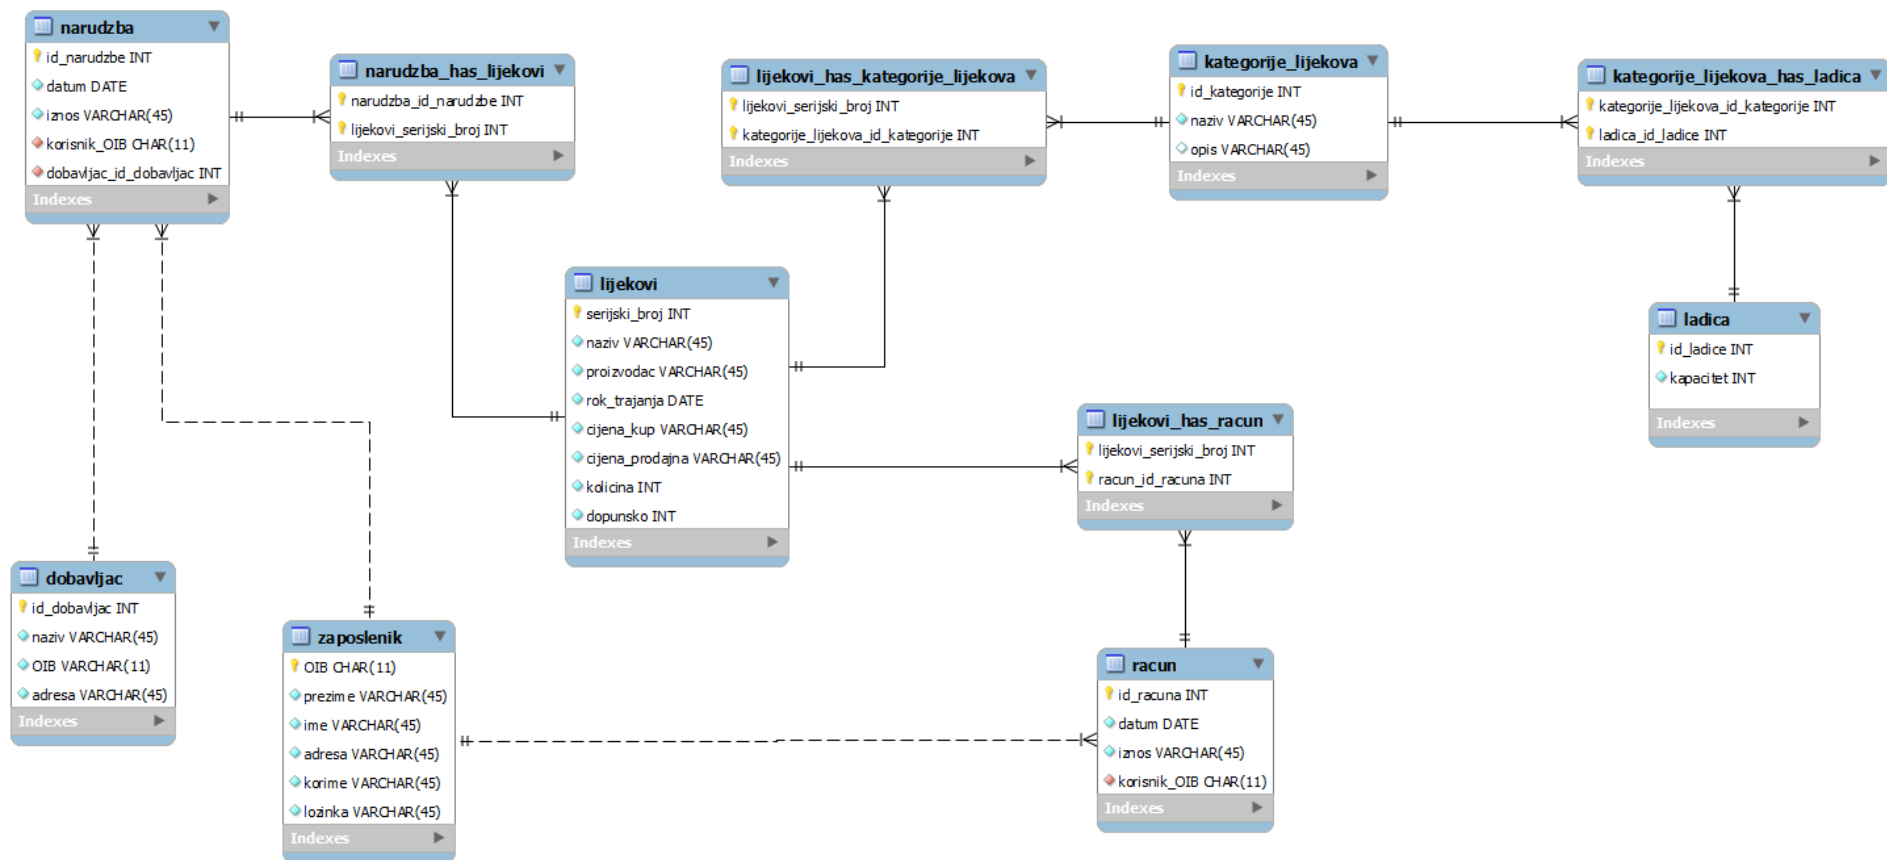 narudzba
id_narudzbe INT
datum DATE
iznos VARCHAR(45)
korisnik_OIB CHAR(11)
dobavljac_id_dobavljac INT
Indexes
narudzba_has_lijekovi
narudzba_id_narudzbe INT
lijekovi_serijski_broj INT
Indexes
lijekovi_has_kategorije_lijekova
lijekovi_serijski_broj INT
kategorije_lijekova_id_kategorije INT
Indexes
kategorije_lijekova
id_kategorije INT
naziv VARCHAR(45)
opis VARCHAR(45)
Indexes
kategorije_lijekova_has_ladica
kategorije_lijekova_id_kategorije INT
ladica_id_ladice INT
Indexes
lijekovi
serijski_broj INT
naziv VARCHAR(45)
proizvodac VARCHAR(45)
rok_trajanja DATE
cijena_kup VARCHAR(45)
cijena_prodajna VARCHAR(45)
kolicina INT
dopunsko INT
Indexes
ladica
id_ladice INT
kapacitet INT
Indexes
lijekovi_has_racun
lijekovi_serijski_broj INT
racun_id_racuna INT
Indexes
dobavljac
id_dobavljac INT
naziv VARCHAR(45)
OIB VARCHAR(11)
adresa VARCHAR(45)
Indexes
zaposlenik
OIB CHAR(11)
prezime VARCHAR(45)
ime VARCHAR(45)
adresa VARCHAR(45)
korime VARCHAR(45)
lozinka VARCHAR(45)
Indexes
racun
id_racuna INT
datum DATE
iznos VARCHAR(45)
korisnik_OIB CHAR(11)
Indexes